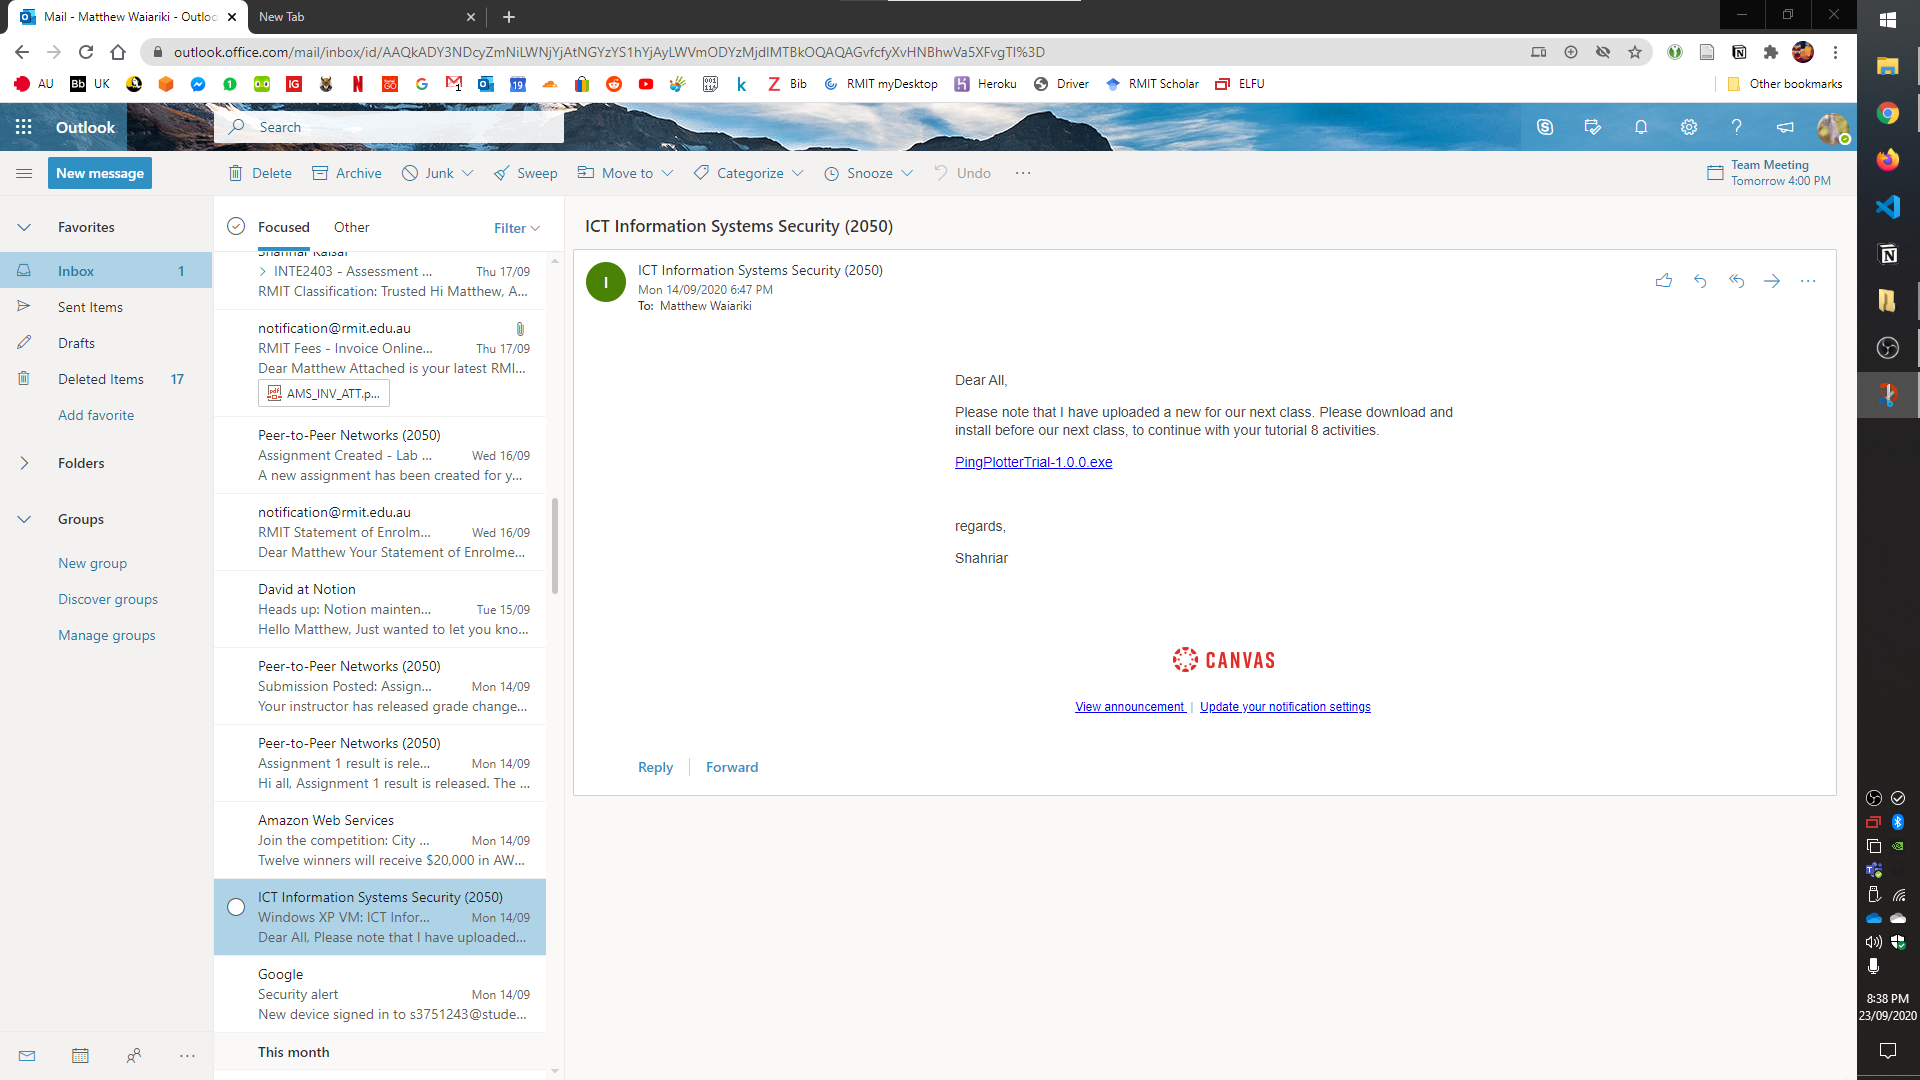 Mail - Matthew Waiariki - Outlo
New Tab
outlook.office.com/mail/inbox/id/AAQkADY3NDcyZmNiLWNjYjAtNGYzYS1hYjAyLWVmODYzMjdlMTBkOQAQAGvfcfyXvHNBhwVa5XFvgTI%3D
AU
Bb UK
Bib
RMIT myDesktop
Heroku
Driver
RMIT Scholar
ELFU
Other bookmarks
Outlook
Search
New message
Delete
Archive
Junk
Sweep
Move to
Categorize
Snooze
Undo
Team Meeting
Tomorrow 4:00 PM
Favorites
Inbox 1
Sent Items
Drafts
Deleted Items 17
Add favorite
Folders
Groups
New group
Discover groups
Manage groups
Focused
Other
Filter
Shahriar Kaisar
INTE2403 - Assessment ... Thu 17/09
RMIT Classification: Trusted Hi Matthew, A...
notification@rmit.edu.au
RMIT Fees - Invoice Online... Thu 17/09
Dear Matthew Attached is your latest RMI...
AMS_INV_ATT.p...
Peer-to-Peer Networks (2050)
Assignment Created - Lab ... Wed 16/09
A new assignment has been created for y...
notification@rmit.edu.au
RMIT Statement of Enrolm... Wed 16/09
Dear Matthew Your Statement of Enrolme...
David at Notion
Heads up: Notion mainten... Tue 15/09
Hello Matthew, Just wanted to let you kno...
Peer-to-Peer Networks (2050)
Submission Posted: Assign... Mon 14/09
Your instructor has released grade change...
Peer-to-Peer Networks (2050)
Assignment 1 result is rele... Mon 14/09
Hi all, Assignment 1 result is released. The ...
Amazon Web Services
Join the competition: City ... Mon 14/09
Twelve winners will receive $20,000 in AW...
ICT Information Systems Security (2050)
Windows XP VM: ICT Infor... Mon 14/09
Dear All, Please note that I have uploaded...
Google
Security alert Mon 14/09
New device signed in to s3751243@stude...
This month
ICT Information Systems Security (2050)
I
ICT Information Systems Security (2050)
Mon 14/09/2020 6:47 PM
To: Matthew Waiariki
Dear All,
Please note that I have uploaded a new for our next class. Please download and
install before our next class, to continue with your tutorial 8 activities.
PingPlotterTrial-1.0.0.exe
regards,
Shahriar
CANVAS
View announcement | Update your notification settings
Reply
Forward
8:38 PM
23/09/2020